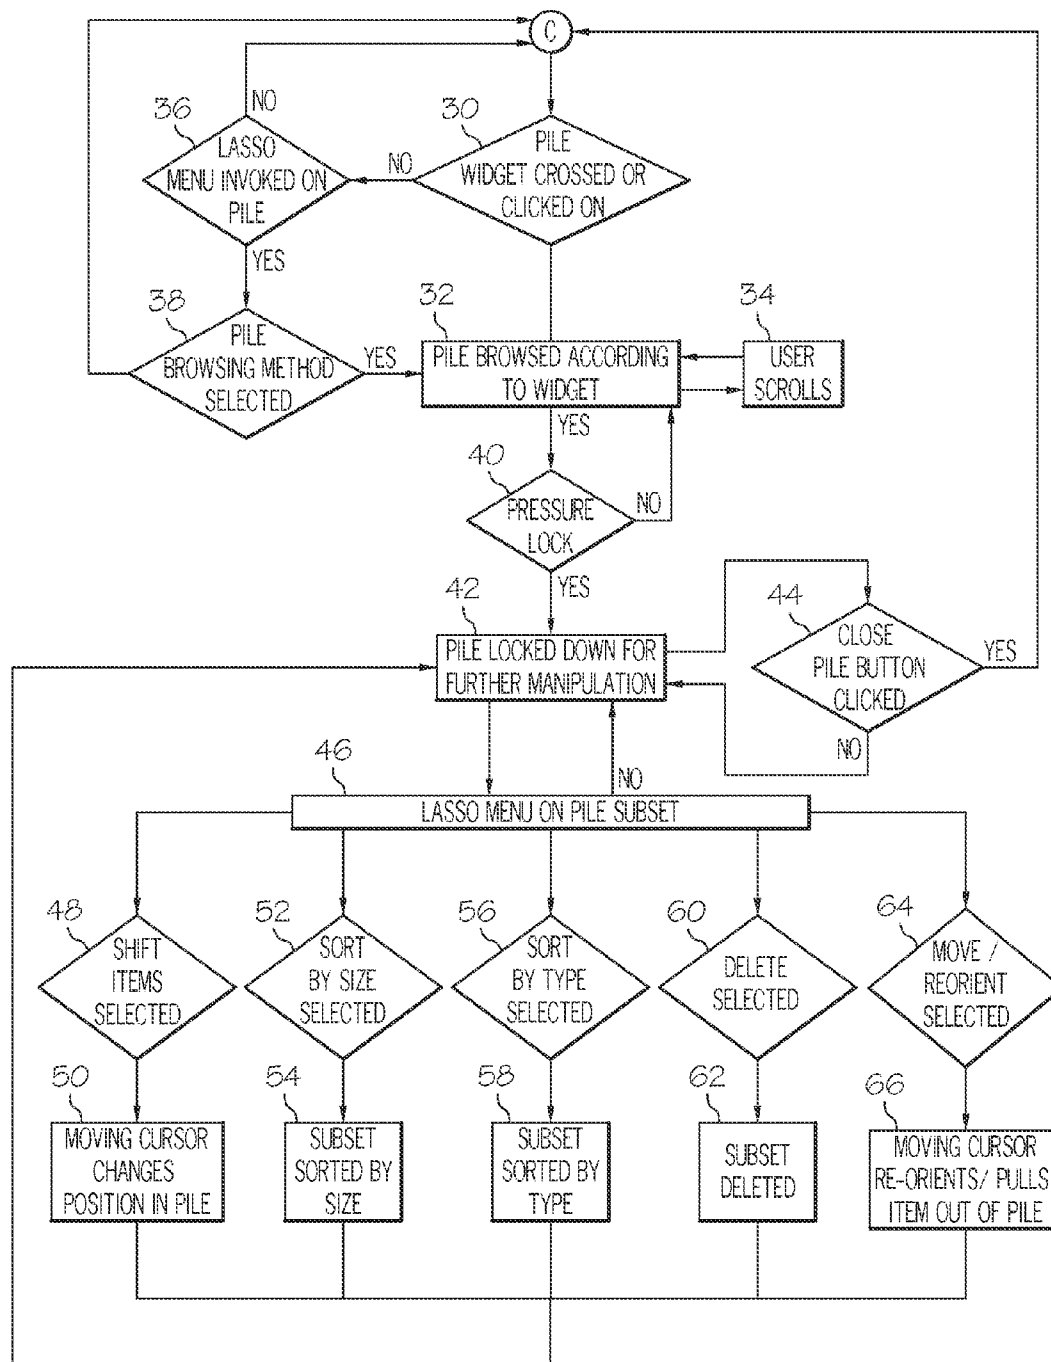 C
36
NO
30
LASSO
MENU INVOKED ON
PILE
NO
PILE
WIDGET CROSSED OR
CLICKED ON
YES
38
PILE
BROWSING METHOD
SELECTED
YES
32
PILE BROWSED ACCORDING
TO WIDGET
34
USER
SCROLLS
YES
40
PRESSURE
LOCK
NO
YES
42
PILE LOCKED DOWN FOR
FURTHER MANIPULATION
44
CLOSE
PILE BUTTON
CLICKED
YES
NO
46
NO
LASSO MENU ON PILE SUBSET
48
SHIFT
ITEMS
SELECTED
52
SORT
BY SIZE
SELECTED
56
SORT
BY TYPE
SELECTED
60
DELETE
SELECTED
64
MOVE /
REORIENT
SELECTED
50
MOVING CURSOR
CHANGES
POSITION IN PILE
54
SUBSET
SORTED BY
SIZE
58
SUBSET
SORTED BY
TYPE
62
SUBSET
DELETED
66
MOVING CURSOR
RE-ORIENTS/ PULLS
ITEM OUT OF PILE